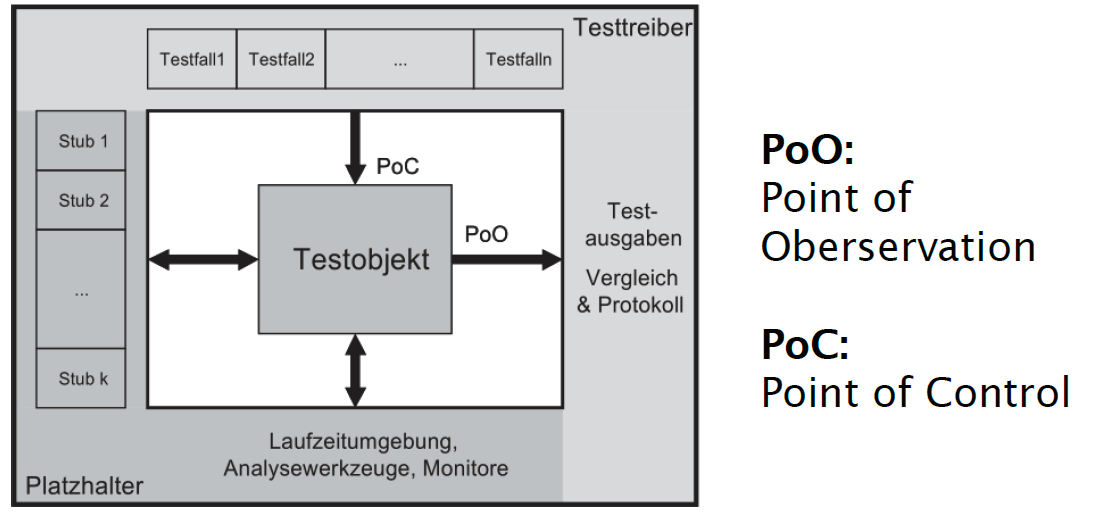 Testtreiber
Testfall1 Testfall2 ... Testfalln
Stub 1
Stub 2
...
Stub k
PoC
Testobjekt
PoO
Test-
ausgaben
Vergleich
& Protokoll
Laufzeitumgebung,
Analysewerkzeuge, Monitore
Platzhalter
PoO:
Point of
Oberservation
PoC:
Point of Control